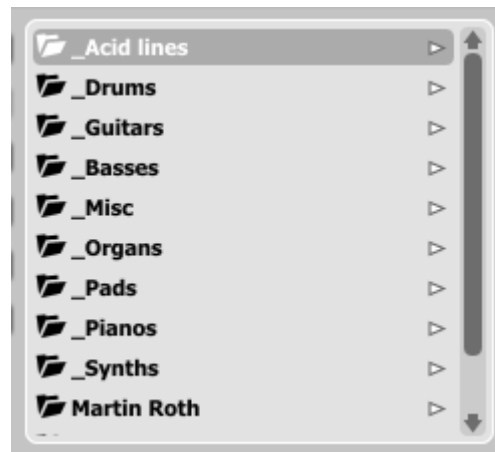 _Acid lines
_Drums
_Guitars
_Basses
_Misc
_Organs
_Pads
_Pianos
_Synths
Martin Roth